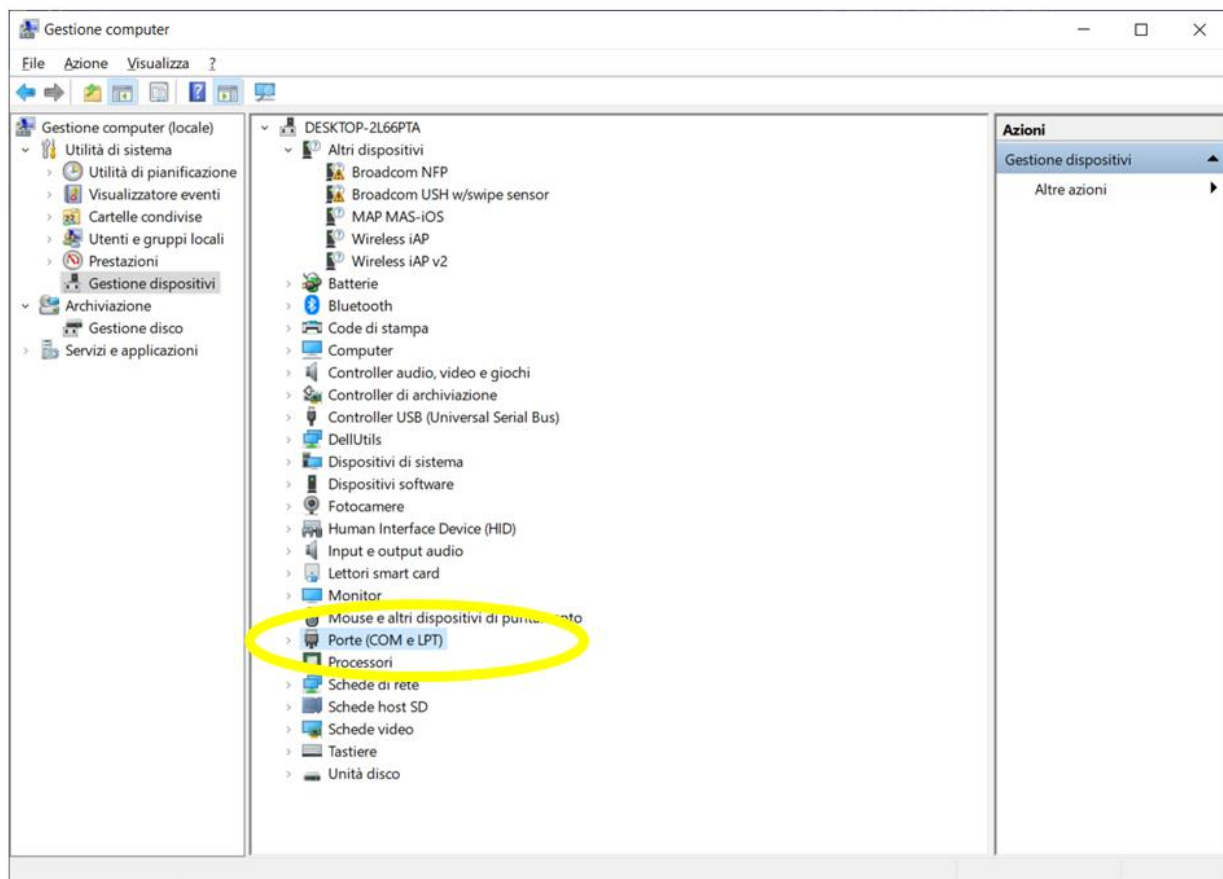 Gestione computer
File Azione Visualizza ?
Gestione computer (locale)
Utilità di sistema
Utilità di pianificazione
Visualizzatore eventi
Cartelle condivise
Utenti e gruppi locali
Prestazioni
Gestione dispositivi
Archiviazione
Gestione disco
Servizi e applicazioni
DESKTOP-2L66PTA
Altri dispositivi
Broadcom NFP
Broadcom USH w/swipe sensor
MAP MAS-iOS
Wireless iAP
Wireless iAP v2
Batterie
Bluetooth
Code di stampa
Computer
Controller audio, video e giochi
Controller di archiviazione
Controller USB (Universal Serial Bus)
DellUtils
Dispositivi di sistema
Dispositivi software
Fotocamere
Human Interface Device (HID)
Input e output audio
Lettori smart card
Monitor
Mouse e altri dispositivi di puntamento
Porte (COM e LPT)
Processori
Schede di rete
Schede host SD
Schede video
Tastiere
Unità disco
Azioni
Gestione dispositivi
Altre azioni